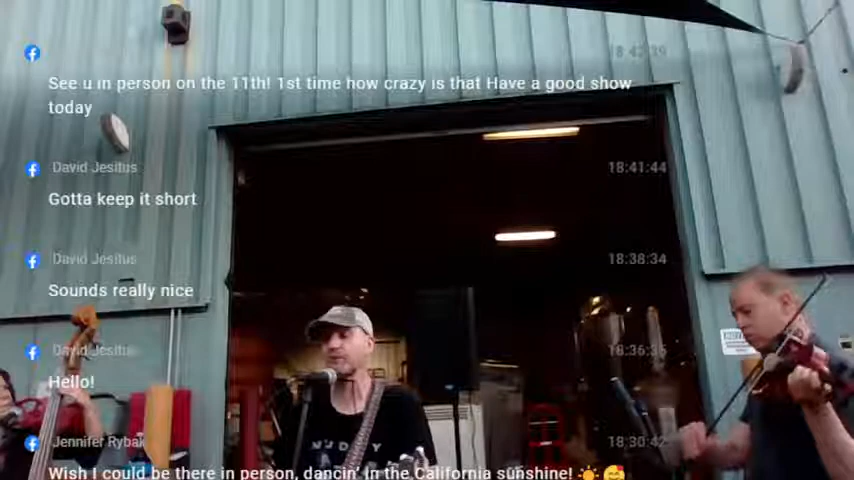 18:43:39
See u in person on the 11th! 1st time how crazy is that Have a good show
today
David Jesitus 18:41:44
Gotta keep it short
David Jesitus 18:38:34
Sounds really nice
David Jesitus 18:36:35
Hello!
Jennifer Rybak 18:30:42
Wish I could be there in person, dancin' in the California sunshine! ☀️🥰